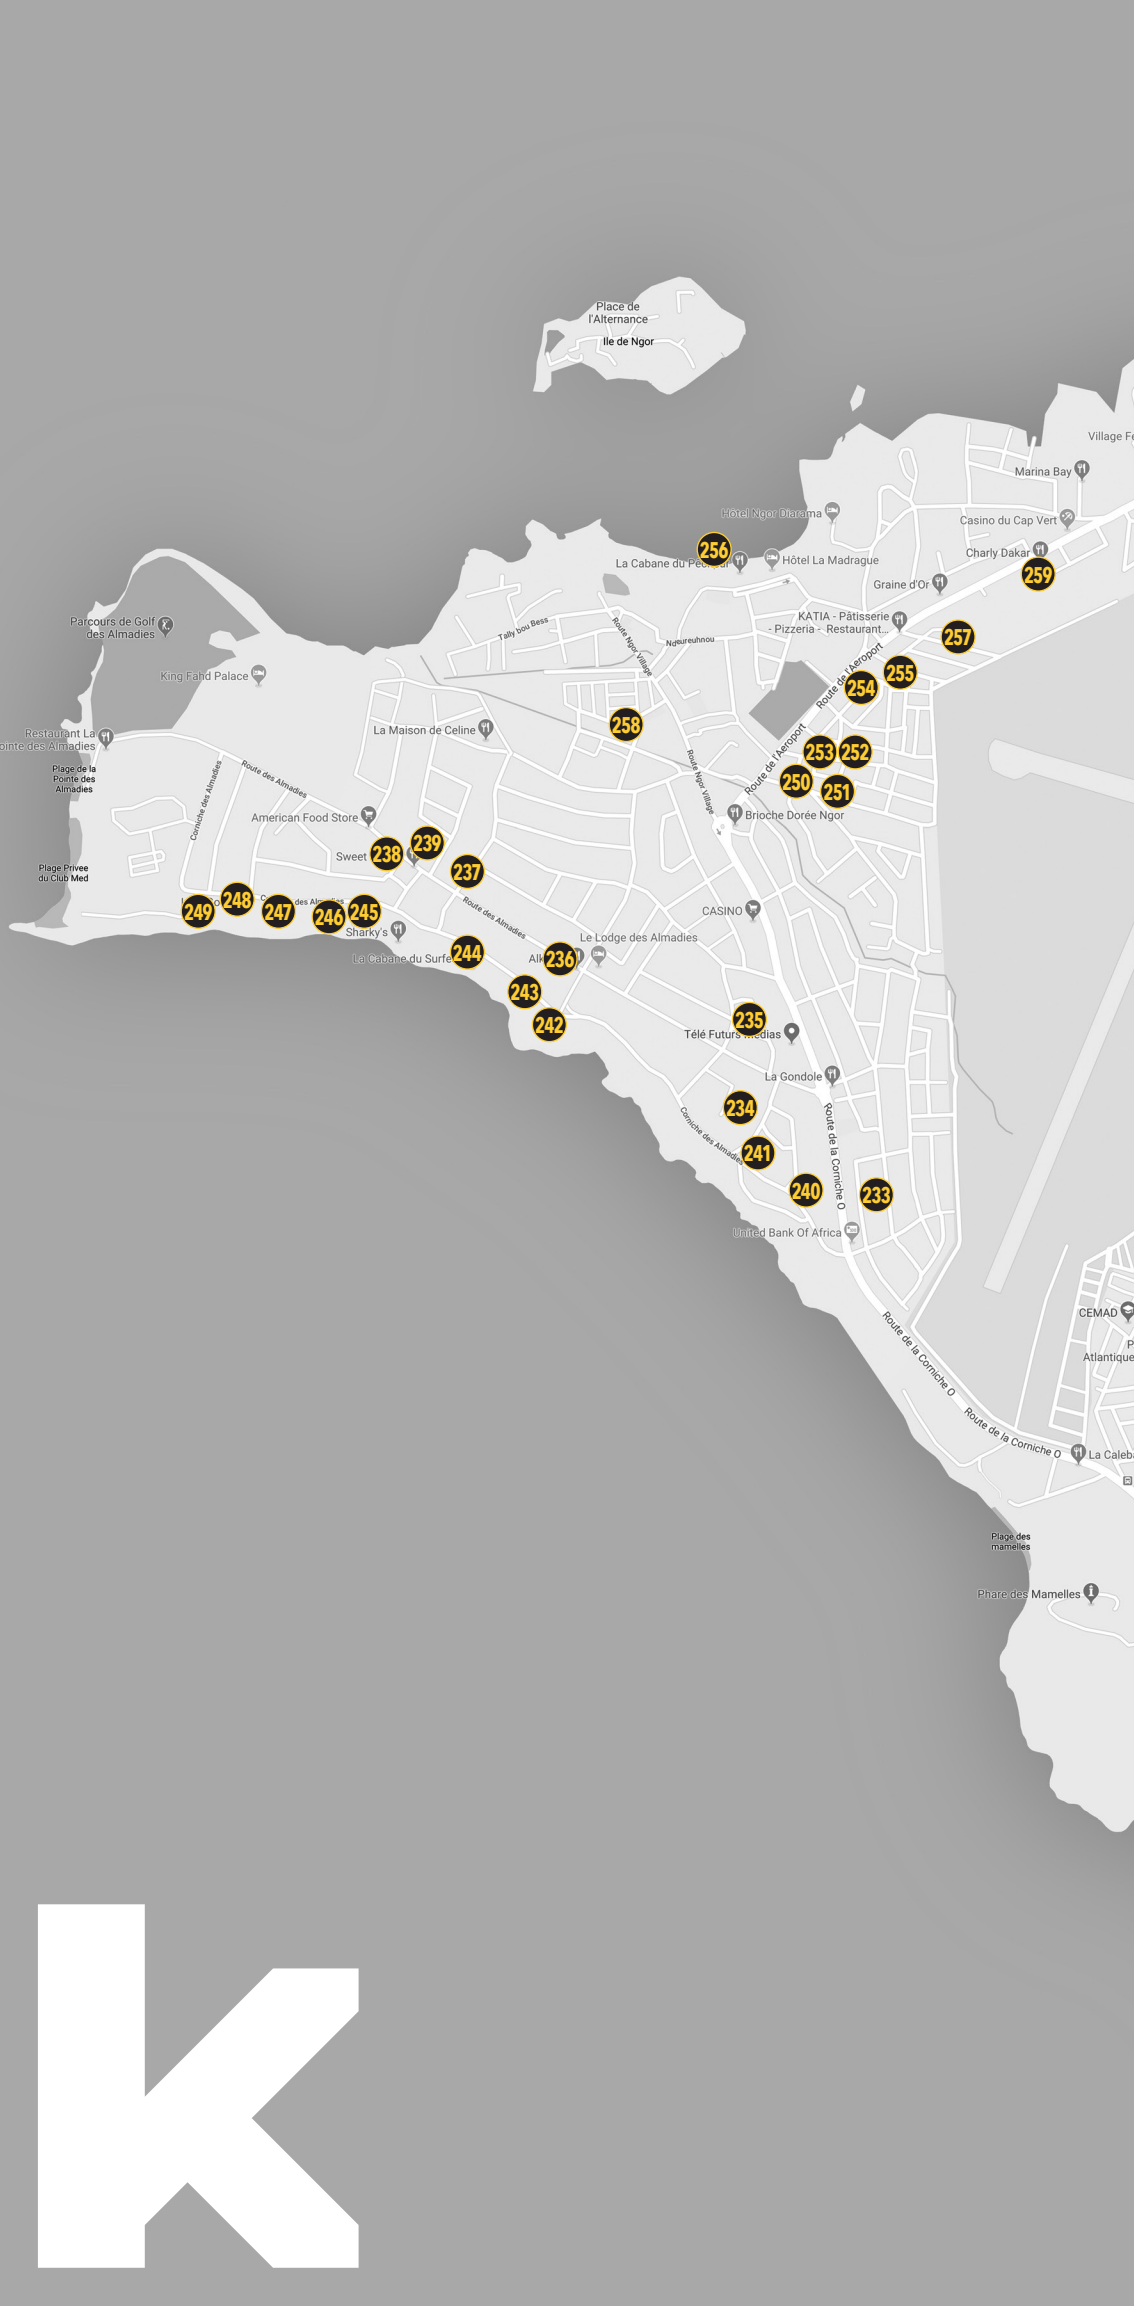 Place de
l'Alternance
Ile de Ngor
Village
Marina Bay
Hôtel Ngor Diarama
Casino du Cap Vert
256
Charly Dakar
La Cabane du
Hôtel La Madrague
259
Graine d'Or
Parcours de Golf
des Almadies
KATIA - Pâtisserie
- Pizzeria - Restaurant...
Tally bou Bess
Route Ngor Village
Ndeureuhnou
257
Route de l'Aeroport
King Fahd Palace
255
254
258
La Maison de Celine
Restaurant La
ointe des Almadies
Route de l'Aeroport
253
252
Plage de la
Pointe des
Almadies
Route des Almadies
Corniche des Almadies
Route Ngor Village
250
251
American Food Store
Brioche Dorée Ngor
Sweet
238
239
237
Plage Privee
du Club Med
248
249
247
des Almadies
246
245
Route des Almadies
CASINO
Sharky's
Le Lodge des Almadies
La Cabane du Surfe
244
236
243
242
235
Télé Futurs Medias
La Gondole
234
Corniche des Almadies
Route de la Corniche O
241
240
233
United Bank Of Africa
CEMAD
Route de la Corniche O
P
Atlantique
Route de la Corniche O
La Caleba
Plage des
mamelles
Phare des Mamelles
k